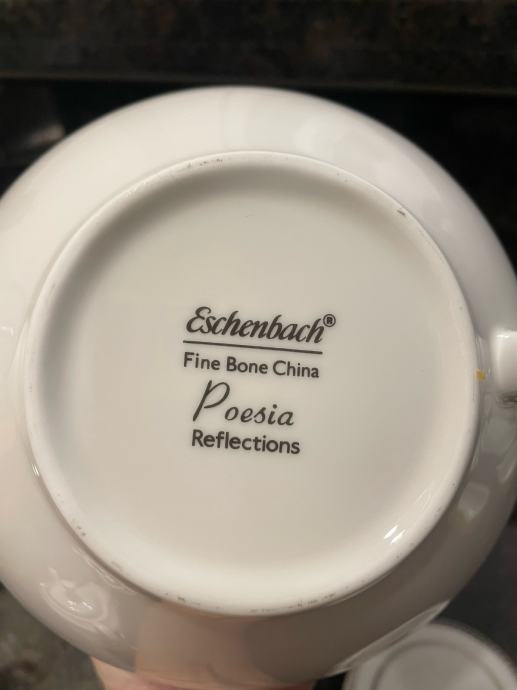 Eschenbach®
Fine Bone China
Poesia
Reflections